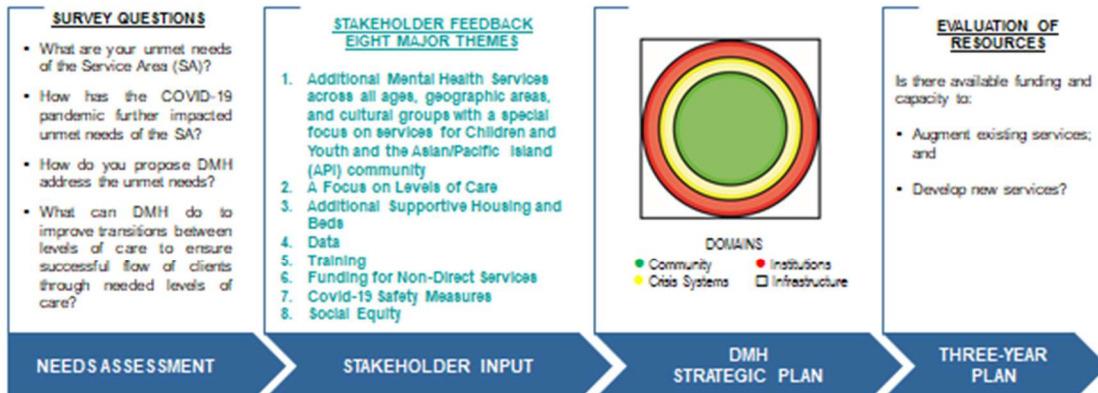 SURVEY QUESTIONS
• What are your unmet needs
of the Service Area (SA)?
• How has the COVID-19
pandemic further impacted
unmet needs of the SA?
• How do you propose DMH
address the unmet needs?
• What can DMH do to
improve transitions between
levels of care to ensure
successful flow of clients
through needed levels of
care?
NEEDS ASSESSMENT
STAKEHOLDER FEEDBACK
EIGHT MAJOR THEMES
1. Additional Mental Health Services
across all ages, geographic areas,
and cultural groups with a special
focus on services for Children and
Youth and the Asian/Pacific Island
(API) community
2. A Focus on Levels of Care
3. Additional Supportive Housing and
Beds
4. Data
5. Training
6. Funding for Non-Direct Services
7. Covid-19 Safety Measures
8. Social Equity
STAKEHOLDER INPUT
DOMAINS
Community
Institutions
Crisis Systems
Infrastructure
DMH
STRATEGIC PLAN
EVALUATION OF
RESOURCES
Is there available funding and
capacity to:
• Augment existing services;
and
• Develop new services?
THREE-YEAR
PLAN